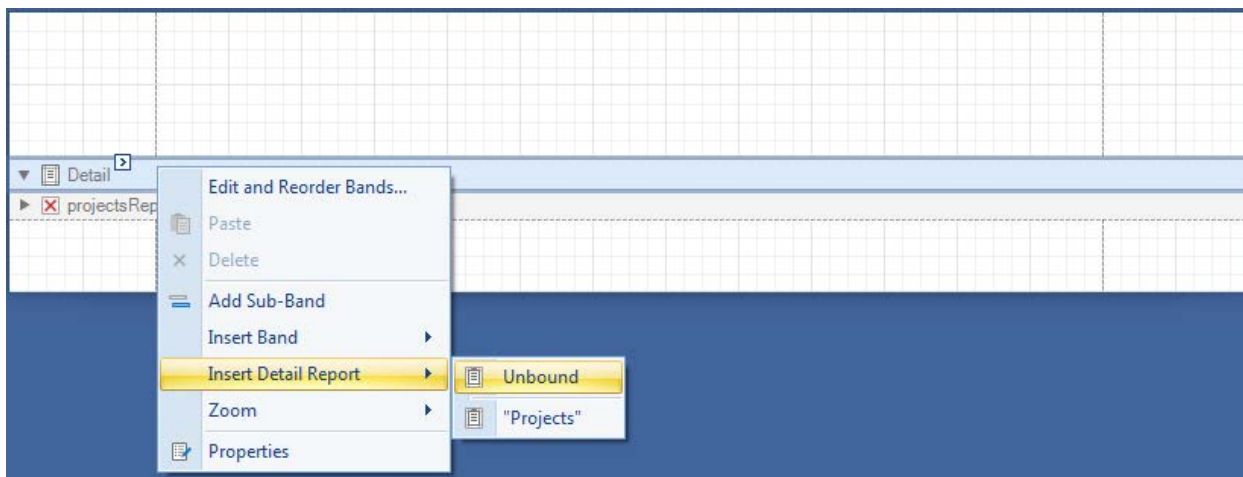 Detail
projectsRep
Edit and Reorder Bands...
Paste
Delete
Add Sub-Band
Insert Band
Insert Detail Report
Unbound
Zoom
"Projects"
Properties